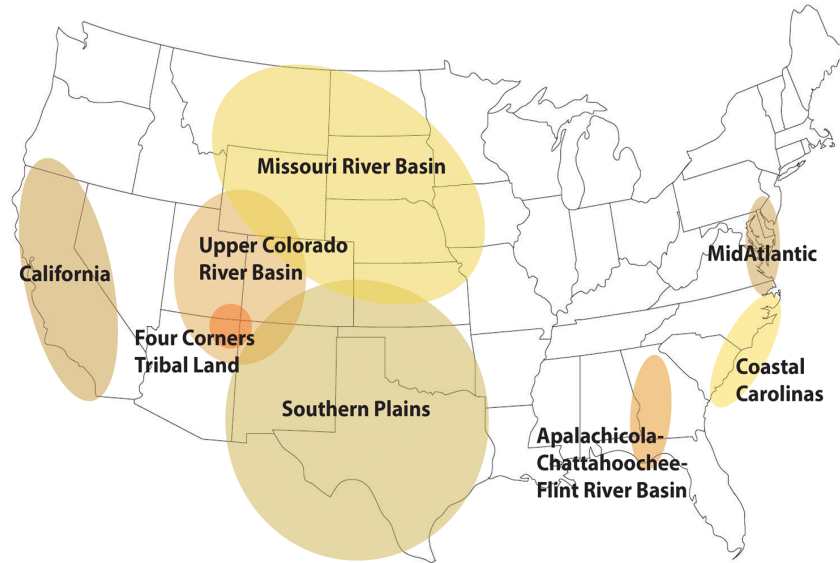 Missouri River Basin
Upper Colorado
River Basin
California
MidAtlantic
Four Corners
Tribal Land
Coastal
Carolinas
Southern Plains
Apalachicola-
Chattahoochee-
Flint River Basin